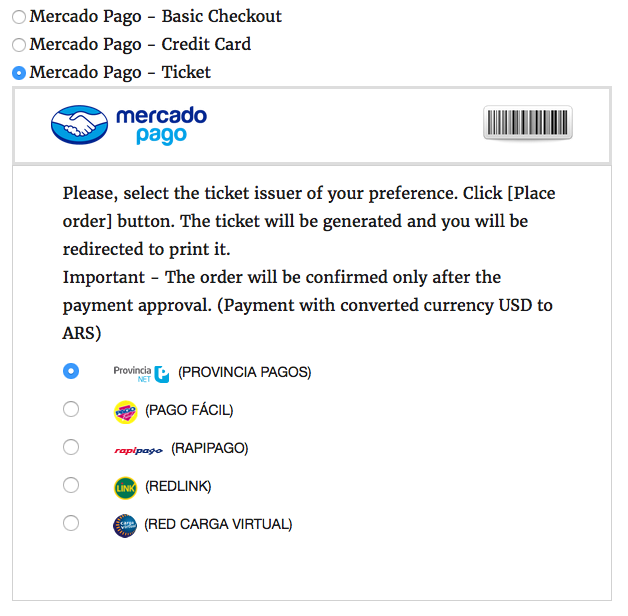 Mercado Pago - Basic Checkout
Mercado Pago - Credit Card
Mercado Pago - Ticket
mercado
pago
Please, select the ticket issuer of your preference. Click [Place
order] button. The ticket will be generated and you will be
redirected to print it.
Important - The order will be confirmed only after the
payment approval. (Payment with converted currency USD to
ARS)
Provincia NET (PROVINCIA PAGOS)
(PAGO FÁCIL)
rapipago (RAPIPAGO)
LINK (REDLINK)
carga virtual (RED CARGA VIRTUAL)